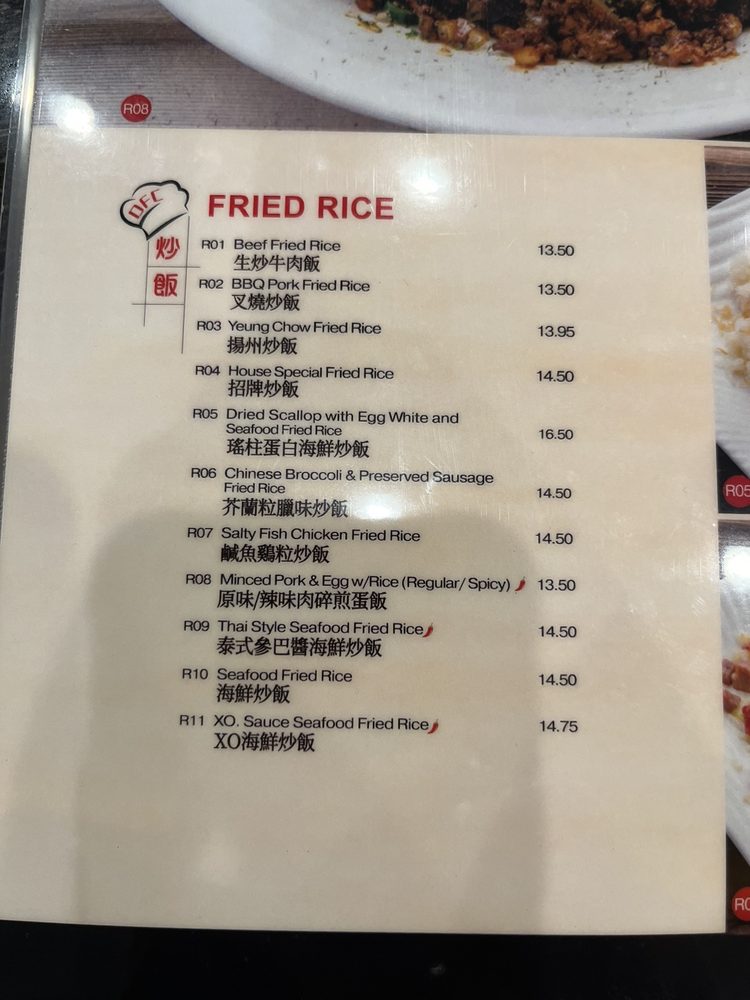 R08
DFC
FRIED RICE
炒飯
R01 Beef Fried Rice 13.50
生炒牛肉飯
R02 BBQ Pork Fried Rice 13.50
叉燒炒飯
R03 Yeung Chow Fried Rice 13.95
揚州炒飯
R04 House Special Fried Rice 14.50
招牌炒飯
R05 Dried Scallop with Egg White and
Seafood Fried Rice 16.50
瑤柱蛋白海鮮炒飯
R06 Chinese Broccoli & Preserved Sausage
Fried Rice 14.50
芥蘭粒臘味炒飯
R07 Salty Fish Chicken Fried Rice 14.50
鹹魚鷄粒炒飯
R08 Minced Pork & Egg w/Rice (Regular/ Spicy) 13.50
原味/辣味肉碎煎蛋飯
R09 Thai Style Seafood Fried Rice 14.50
泰式參巴醬海鮮炒飯
R10 Seafood Fried Rice 14.50
海鮮炒飯
R11 XO. Sauce Seafood Fried Rice 14.75
XO海鮮炒飯
R05